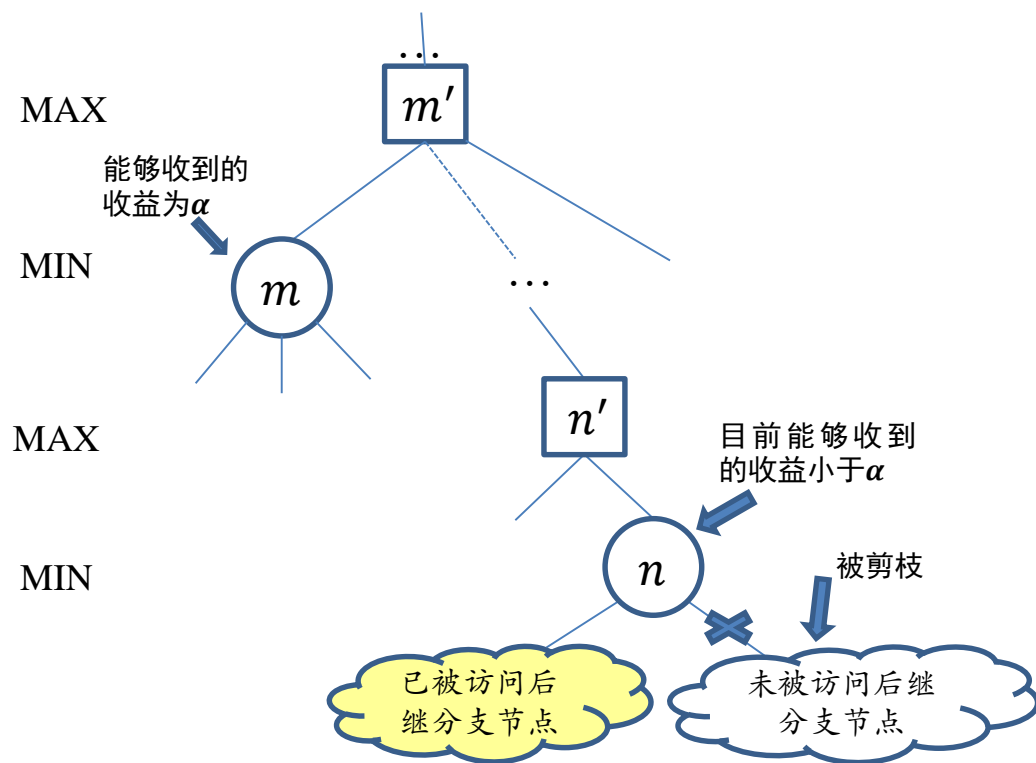 ...
MAX
m′
能够收到的
收益为α
MIN
m
...
MAX
n′
目前能够收到
的收益小于α
MIN
n
被剪枝
已被访问后
继分支节点
未被访问后继
分支节点